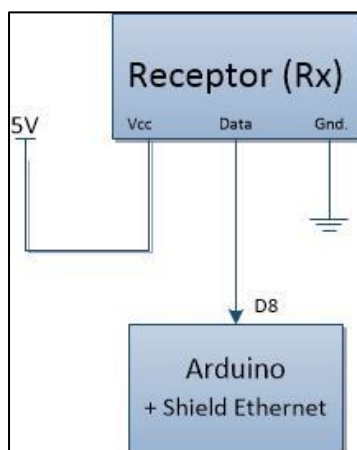 Receptor (Rx)
5V
Vcc Data Gnd.
D8
Arduino
+ Shield Ethernet